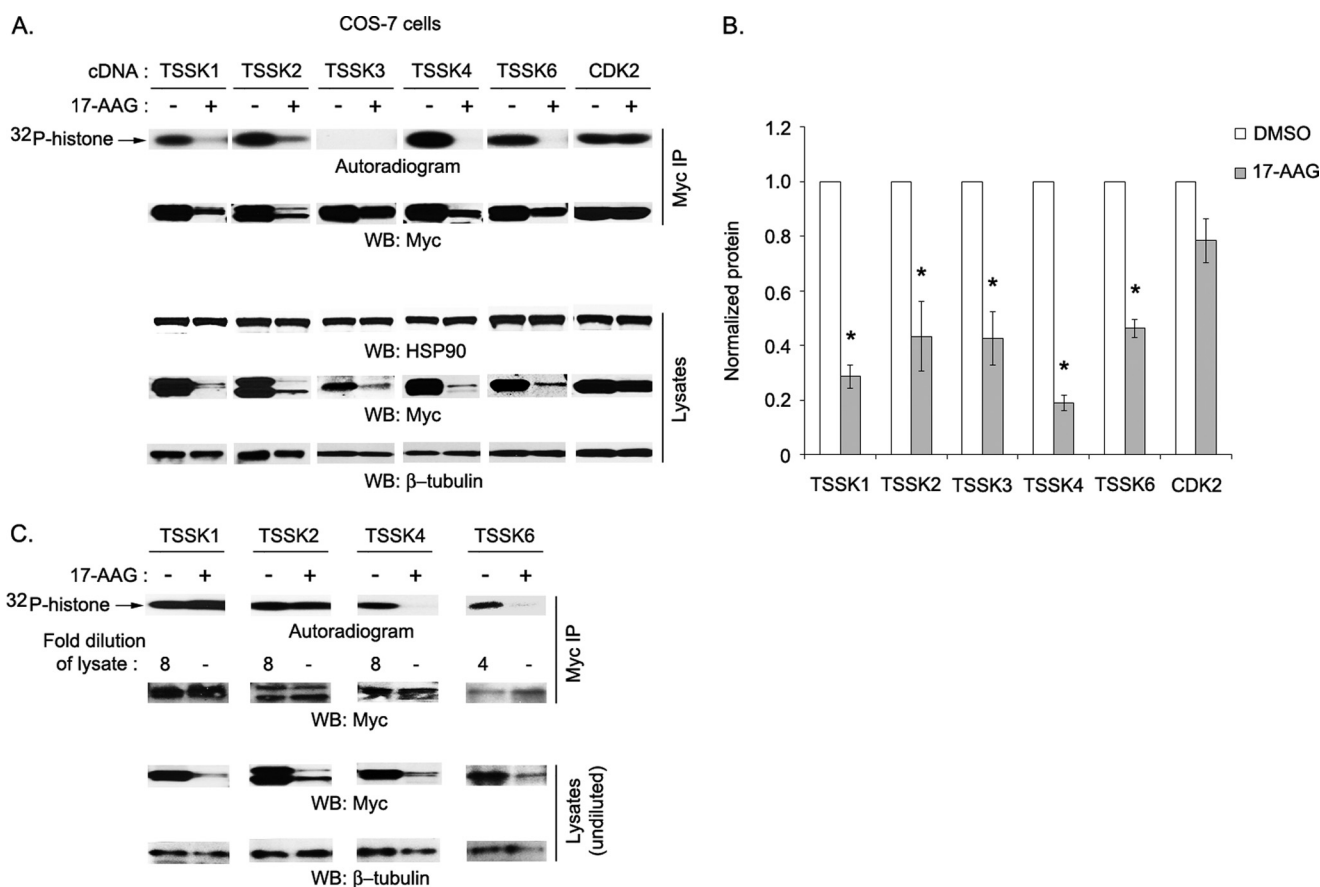 A.
COS-7 cells
cDNA : TSSK1 TSSK2 TSSK3 TSSK4 TSSK6 CDK2
17-AAG : - + - + - + - + - + - +
32P-histone
Autoradiogram
WB: Myc
Myc IP
WB: HSP90
WB: Myc
WB: β–tubulin
Lysates
B.
DMSO
17-AAG
Normalized protein
1.2
1.0
0.8
0.6
0.4
0.2
0
* * * * *
TSSK1 TSSK2 TSSK3 TSSK4 TSSK6 CDK2
C.
TSSK1 TSSK2 TSSK4 TSSK6
17-AAG : - + - + - + - +
32P-histone
Autoradiogram
Fold dilution
of lysate : 8 - 8 - 8 - 4 -
WB: Myc
Myc IP
WB: Myc
WB: β–tubulin
Lysates
(undiluted)